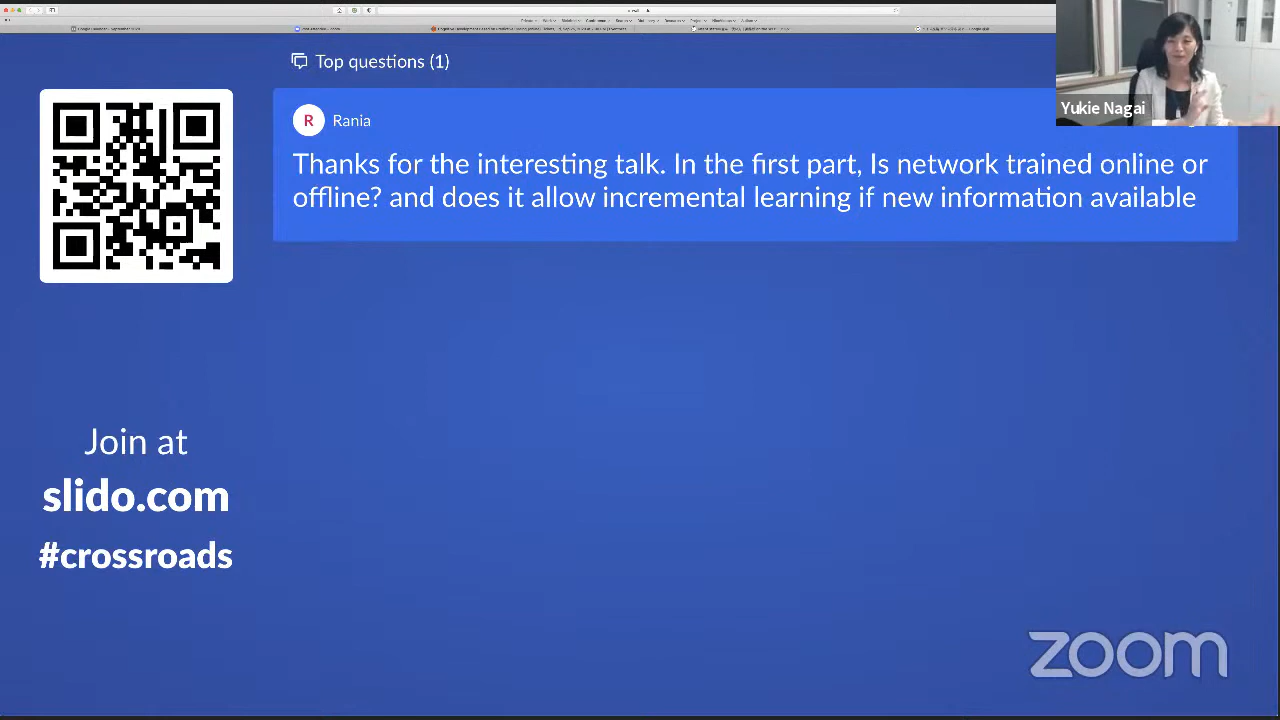 Top questions (1)
Yukie Nagai
R
Rania
Thanks for the interesting talk. In the first part, Is network trained online or
offline? and does it allow incremental learning if new information available
Join at
slido.com
#crossroads
zoom